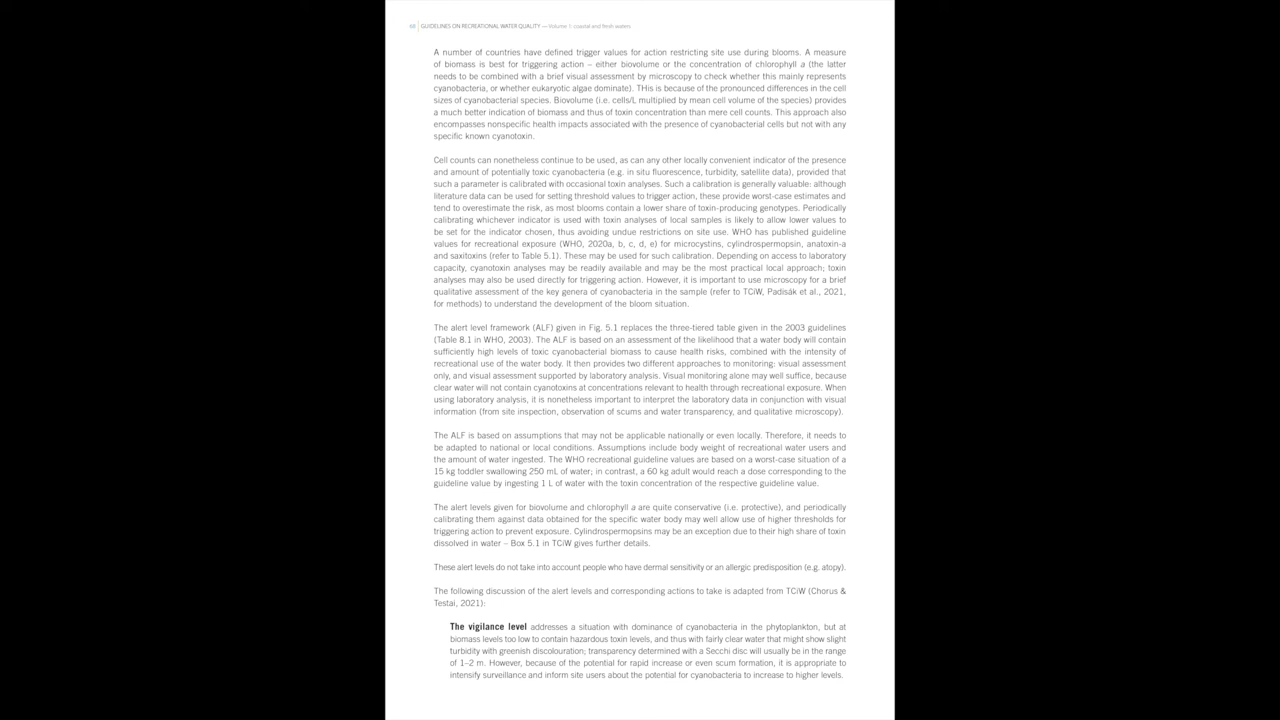 68 GUIDELINES ON RECREATIONAL WATER QUALITY — Volume 1: coastal and fresh waters
A number of countries have defined trigger values for action restricting site use during blooms. A measure
of biomass is best for triggering action – either biovolume or the concentration of chlorophyll a (the latter
needs to be combined with a brief visual assessment by microscopy to check whether this mainly represents
cyanobacteria, or whether eukaryotic algae dominate). THis is because of the pronounced differences in the cell
sizes of cyanobacterial species. Biovolume (i.e. cells/L multiplied by mean cell volume of the species) provides
a much better indication of biomass and thus of toxin concentration than mere cell counts. This approach also
encompasses nonspecific health impacts associated with the presence of cyanobacterial cells but not with any
specific known cyanotoxin.
Cell counts can nonetheless continue to be used, as can any other locally convenient indicator of the presence
and amount of potentially toxic cyanobacteria (e.g. in situ fluorescence, turbidity, satellite data), provided that
such a parameter is calibrated with occasional toxin analyses. Such a calibration is generally valuable: although
literature data can be used for setting threshold values to trigger action, these provide worst-case estimates and
tend to overestimate the risk, as most blooms contain a lower share of toxin-producing genotypes. Periodically
calibrating whichever indicator is used with toxin analyses of local samples is likely to allow lower values to
be set for the indicator chosen, thus avoiding undue restrictions on site use. WHO has published guideline
values for recreational exposure (WHO, 2020a, b, c, d, e) for microcystins, cylindrospermopsin, anatoxin-a
and saxitoxins (refer to Table 5.1). These may be used for such calibration. Depending on access to laboratory
capacity, cyanotoxin analyses may be readily available and may be the most practical local approach; toxin
analyses may also be used directly for triggering action. However, it is important to use microscopy for a brief
qualitative assessment of the key genera of cyanobacteria in the sample (refer to TCiW, Padisák et al., 2021,
for methods) to understand the development of the bloom situation.
The alert level framework (ALF) given in Fig. 5.1 replaces the three-tiered table given in the 2003 guidelines
(Table 8.1 in WHO, 2003). The ALF is based on an assessment of the likelihood that a water body will contain
sufficiently high levels of toxic cyanobacterial biomass to cause health risks, combined with the intensity of
recreational use of the water body. It then provides two different approaches to monitoring: visual assessment
only, and visual assessment supported by laboratory analysis. Visual monitoring alone may well suffice, because
clear water will not contain cyanotoxins at concentrations relevant to health through recreational exposure. When
using laboratory analysis, it is nonetheless important to interpret the laboratory data in conjunction with visual
information (from site inspection, observation of scums and water transparency, and qualitative microscopy).
The ALF is based on assumptions that may not be applicable nationally or even locally. Therefore, it needs to
be adapted to national or local conditions. Assumptions include body weight of recreational water users and
the amount of water ingested. The WHO recreational guideline values are based on a worst-case situation of a
15 kg toddler swallowing 250 mL of water; in contrast, a 60 kg adult would reach a dose corresponding to the
guideline value by ingesting 1 L of water with the toxin concentration of the respective guideline value.
The alert levels given for biovolume and chlorophyll a are quite conservative (i.e. protective), and periodically
calibrating them against data obtained for the specific water body may well allow use of higher thresholds for
triggering action to prevent exposure. Cylindrospermopsins may be an exception due to their high share of toxin
dissolved in water – Box 5.1 in TCiW gives further details.
These alert levels do not take into account people who have dermal sensitivity or an allergic predisposition (e.g. atopy).
The following discussion of the alert levels and corresponding actions to take is adapted from TCiW (Chorus &
Testai, 2021):
The vigilance level addresses a situation with dominance of cyanobacteria in the phytoplankton, but at
biomass levels too low to contain hazardous toxin levels, and thus with fairly clear water that might show slight
turbidity with greenish discolouration; transparency determined with a Secchi disc will usually be in the range
of 1–2 m. However, because of the potential for rapid increase or even scum formation, it is appropriate to
intensify surveillance and inform site users about the potential for cyanobacteria to increase to higher levels.